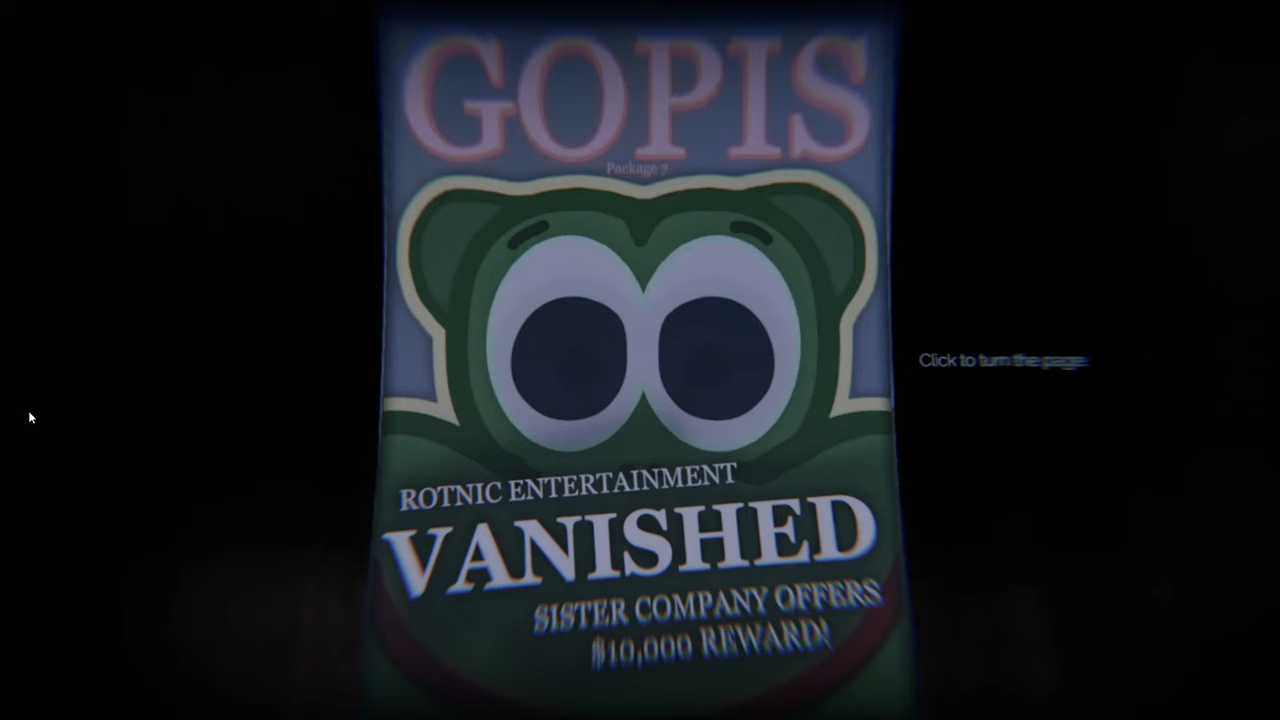 GOPIS
Package 7
ROTNIC ENTERTAINMENT
VANISHED
SISTER COMPANY OFFERS
$10,000 REWARD!
Click to turn the page.